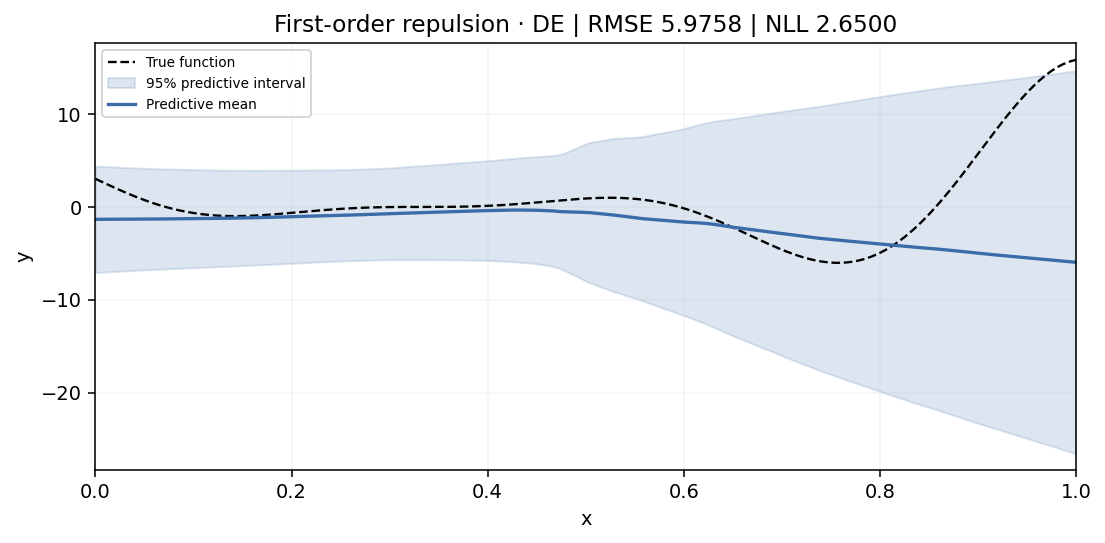 First-order repulsion · DE | RMSE 5.9758 | NLL 2.6500
True function
95% predictive interval
Predictive mean
10
0
−10
−20
y
0.0 0.2 0.4 0.6 0.8 1.0
x